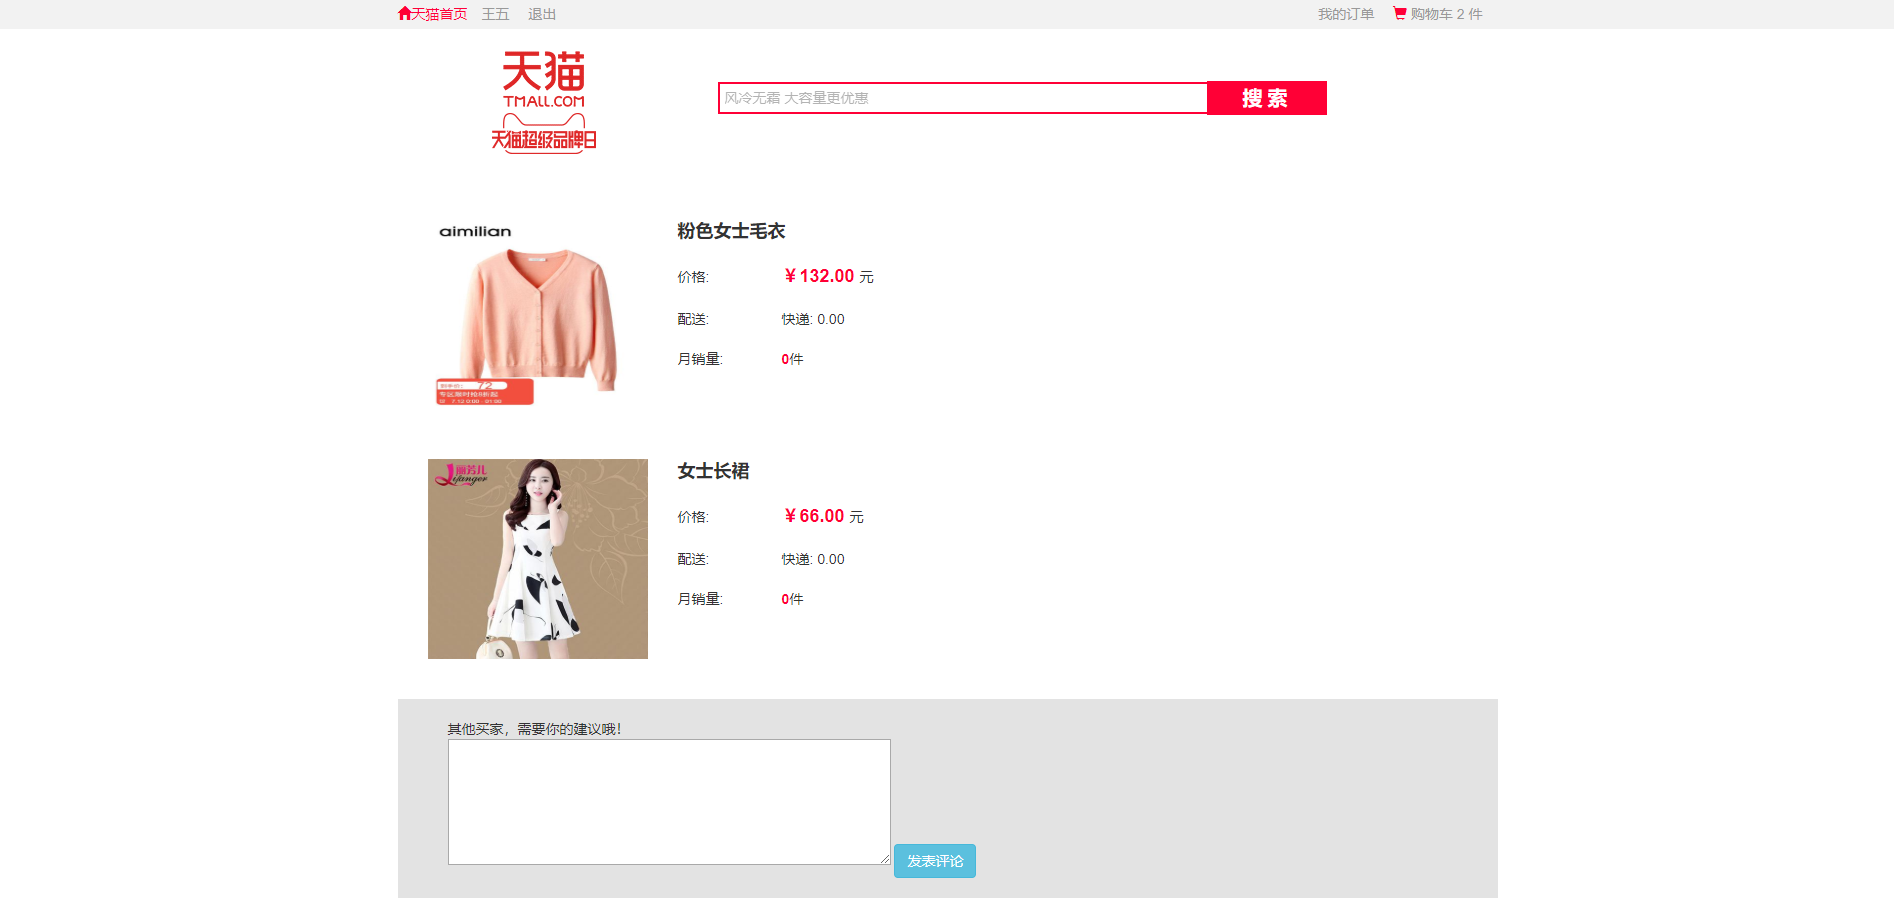 天猫首页 王五 退出 我的订单 购物车 2 件
天猫
TMALL.COM
天猫超级品牌日
风冷无霜 大容量更优惠
搜 索
aimilian
72
粉色女士毛衣
价格: ¥132.00 元
配送: 快递: 0.00
月销量: 0件
丽芳儿
女士长裙
价格: ¥66.00 元
配送: 快递: 0.00
月销量: 0件
其他买家，需要你的建议哦！
发表评论